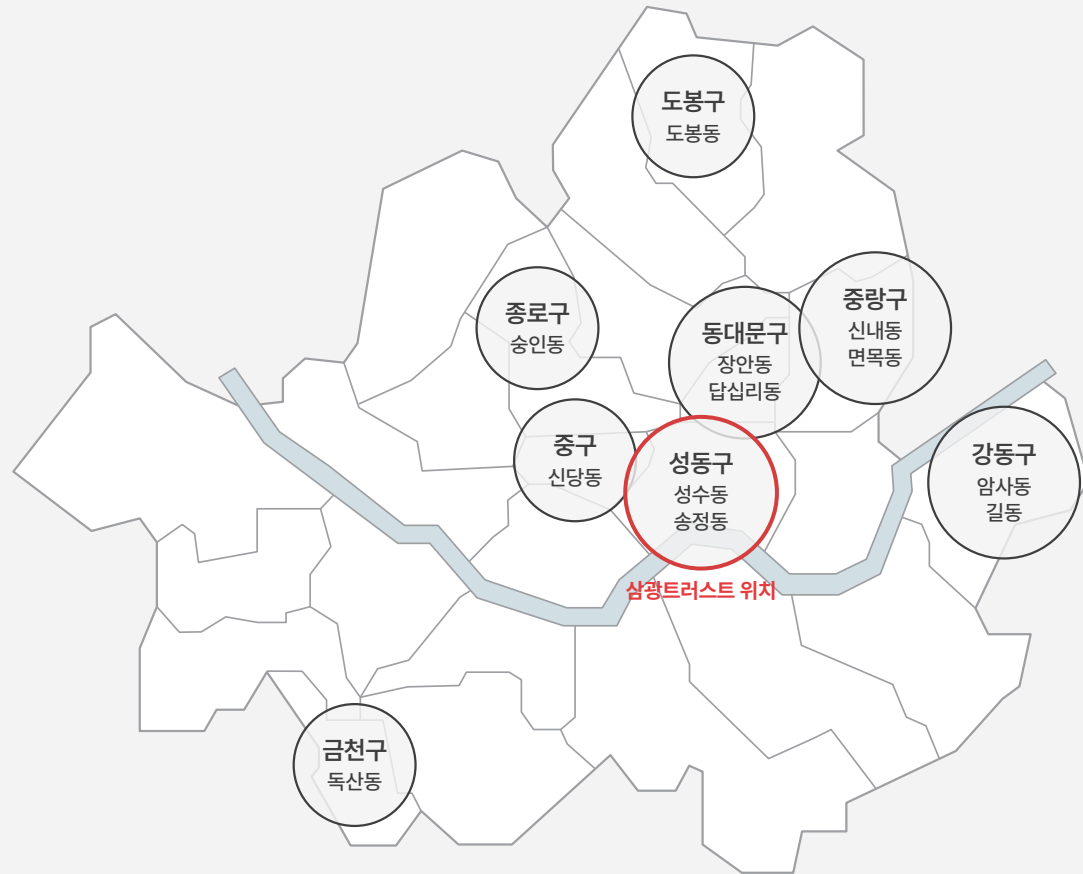 도봉구
도봉동
중랑구
신내동
면목동
종로구
숭인동
동대문구
장안동
답십리동
중구
신당동
성동구
성수동
송정동
강동구
암사동
길동
삼광트러스트 위치
금천구
독산동